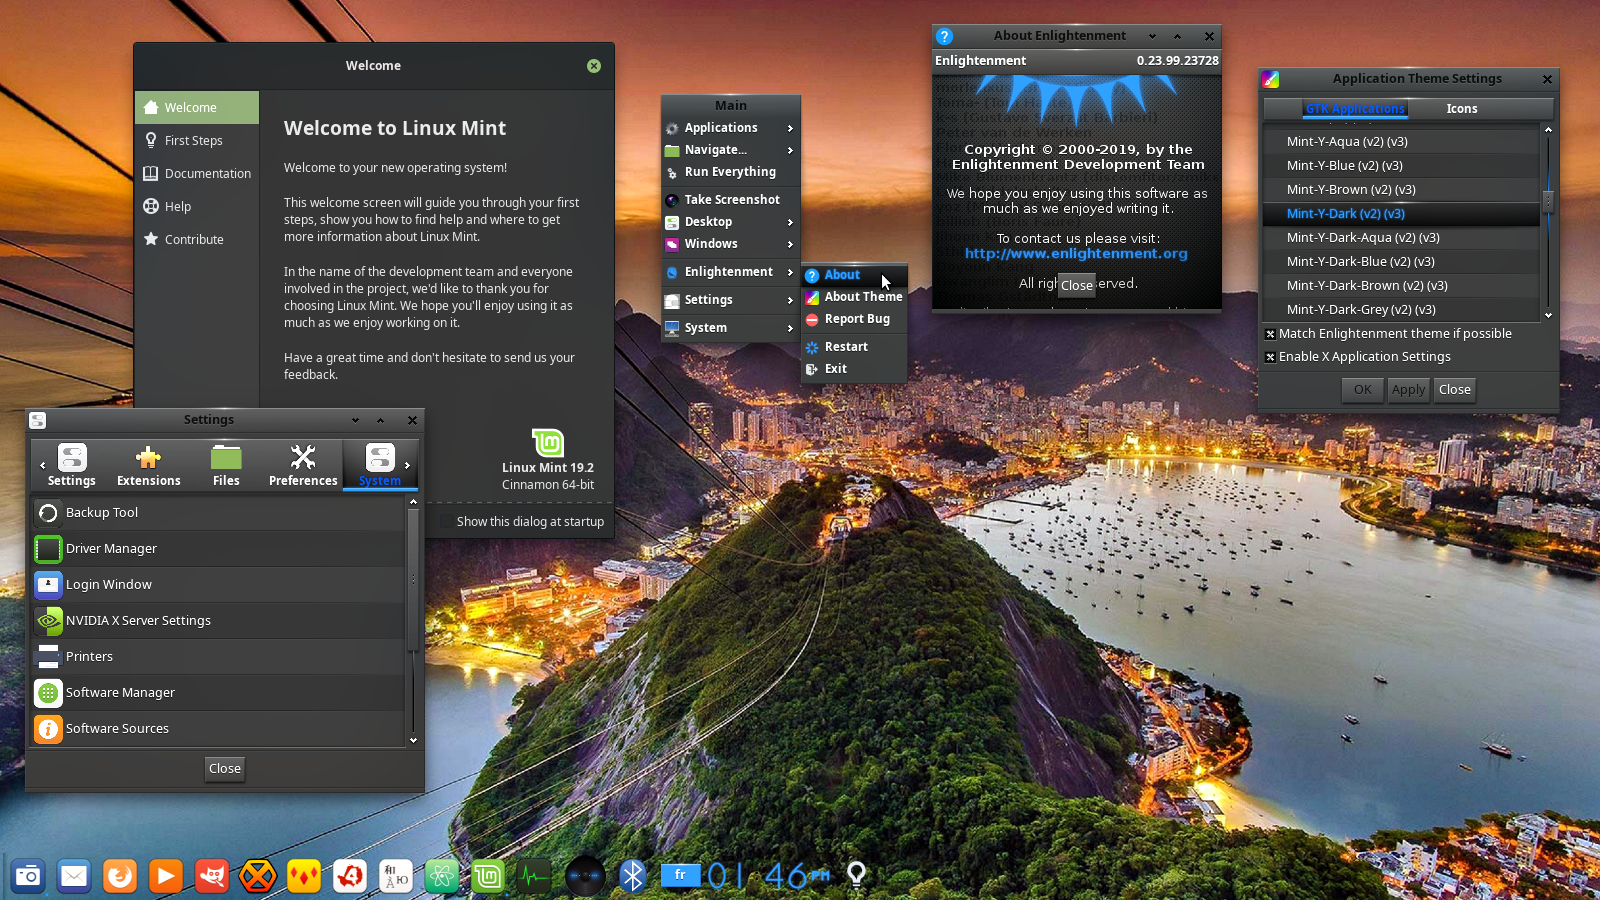 Welcome
Welcome
First Steps
Documentation
Help
Contribute
Welcome to Linux Mint
Welcome to your new operating system!
This welcome screen will guide you through your first
steps, show you how to find help and where to get
more information about Linux Mint.
In the name of the development team and everyone
involved in the project, we'd like to thank you for
choosing Linux Mint. We hope you'll enjoy using it as
much as we enjoy working on it.
Have a great time and don't hesitate to send us your
feedback.
Linux Mint 19.2
Cinnamon 64-bit
Show this dialog at startup
Settings
Settings
Extensions
Files
Preferences
System
Backup Tool
Driver Manager
Login Window
NVIDIA X Server Settings
Printers
Software Manager
Software Sources
Close
Main
Applications
Navigate...
Run Everything
Take Screenshot
Desktop
Windows
Enlightenment
Settings
System
About
About Theme
Report Bug
Restart
Exit
About Enlightenment
Enlightenment 0.23.99.23728
Copyright © 2000-2019, by the
Enlightenment Development Team
We hope you enjoy using this software as
much as we enjoyed writing it.
To contact us please visit:
http://www.enlightenment.org
Close
Application Theme Settings
GTK Applications
Icons
Mint-Y-Aqua (v2) (v3)
Mint-Y-Blue (v2) (v3)
Mint-Y-Brown (v2) (v3)
Mint-Y-Dark (v2) (v3)
Mint-Y-Dark-Aqua (v2) (v3)
Mint-Y-Dark-Blue (v2) (v3)
Mint-Y-Dark-Brown (v2) (v3)
Mint-Y-Dark-Grey (v2) (v3)
Match Enlightenment theme if possible
Enable X Application Settings
OK
Apply
Close
fr
01 46 PM